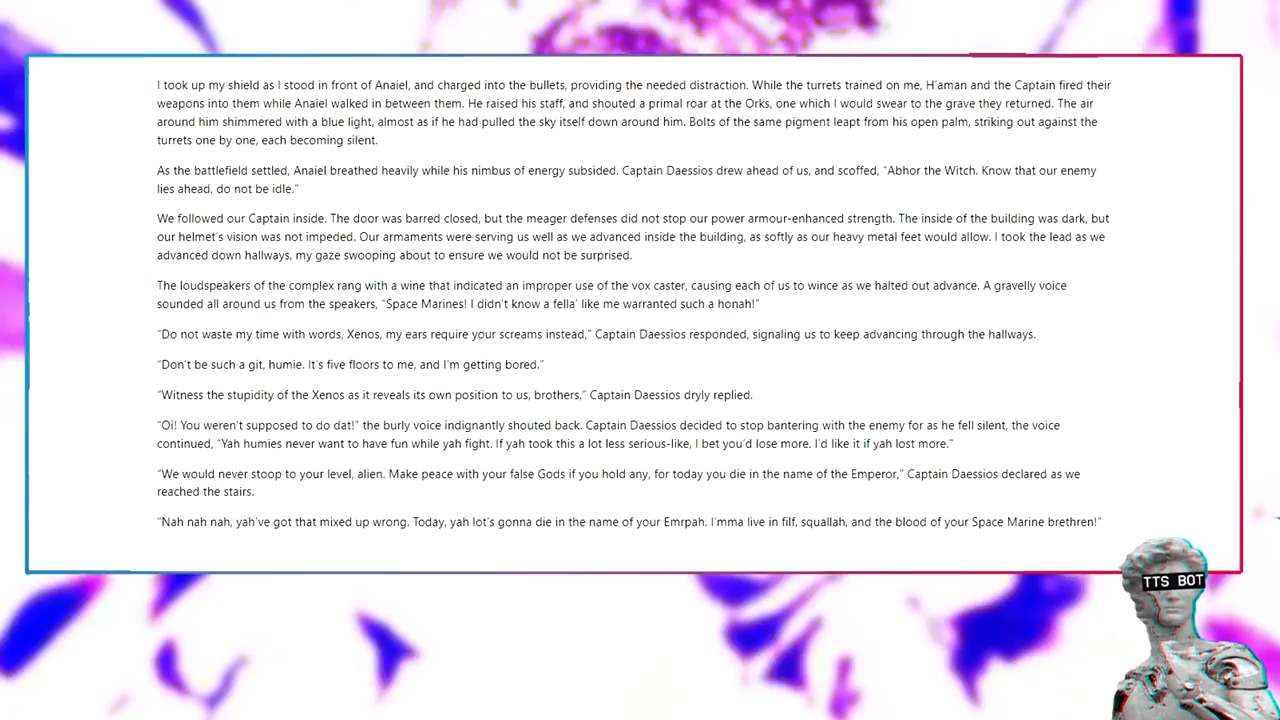 I took up my shield as I stood in front of Anaiel, and charged into the bullets, providing the needed distraction. While the turrets trained on me, H'aman and the Captain fired their
weapons into them while Anaiel walked in between them. He raised his staff, and shouted a primal roar at the Orks, one which I would swear to the grave they returned. The air
around him shimmered with a blue light, almost as if he had pulled the sky itself down around him. Bolts of the same pigment leapt from his open palm, striking out against the
turrets one by one, each becoming silent.
As the battlefield settled, Anaiel breathed heavily while his nimbus of energy subsided. Captain Daessios drew ahead of us, and scoffed, “Abhor the Witch. Know that our enemy
lies ahead, do not be idle.”
We followed our Captain inside. The door was barred closed, but the meager defenses did not stop our power armour-enhanced strength. The inside of the building was dark, but
our helmet's vision was not impeded. Our armaments were serving us well as we advanced inside the building, as softly as our heavy metal feet would allow. I took the lead as we
advanced down hallways, my gaze swooping about to ensure we would not be surprised.
The loudspeakers of the complex rang with a wine that indicated an improper use of the vox caster, causing each of us to wince as we halted out advance. A gravelly voice
sounded all around us from the speakers, “Space Marines! I didn't know a fella' like me warranted such a honah!”
“Do not waste my time with words, Xenos, my ears require your screams instead,” Captain Daessios responded, signaling us to keep advancing through the hallways.
“Don't be such a git, humie. It's five floors to me, and I'm getting bored.”
“Witness the stupidity of the Xenos as it reveals its own position to us, brothers,” Captain Daessios dryly replied.
“Oi! You weren't supposed to do dat!” the burly voice indignantly shouted back. Captain Daessios decided to stop bantering with the enemy for as he fell silent, the voice
continued, “Yah humies never want to have fun while yah fight. If yah took this a lot less serious-like, I bet you'd lose more. I'd like it if yah lost more.”
“We would never stoop to your level, alien. Make peace with your false Gods if you hold any, for today you die in the name of the Emperor,” Captain Daessios declared as we
reached the stairs.
“Nah nah nah, yah've got that mixed up wrong. Today, yah lot's gonna die in the name of your Emrpah. I'mma live in filf, squallah, and the blood of your Space Marine brethren!”
TTS BOT